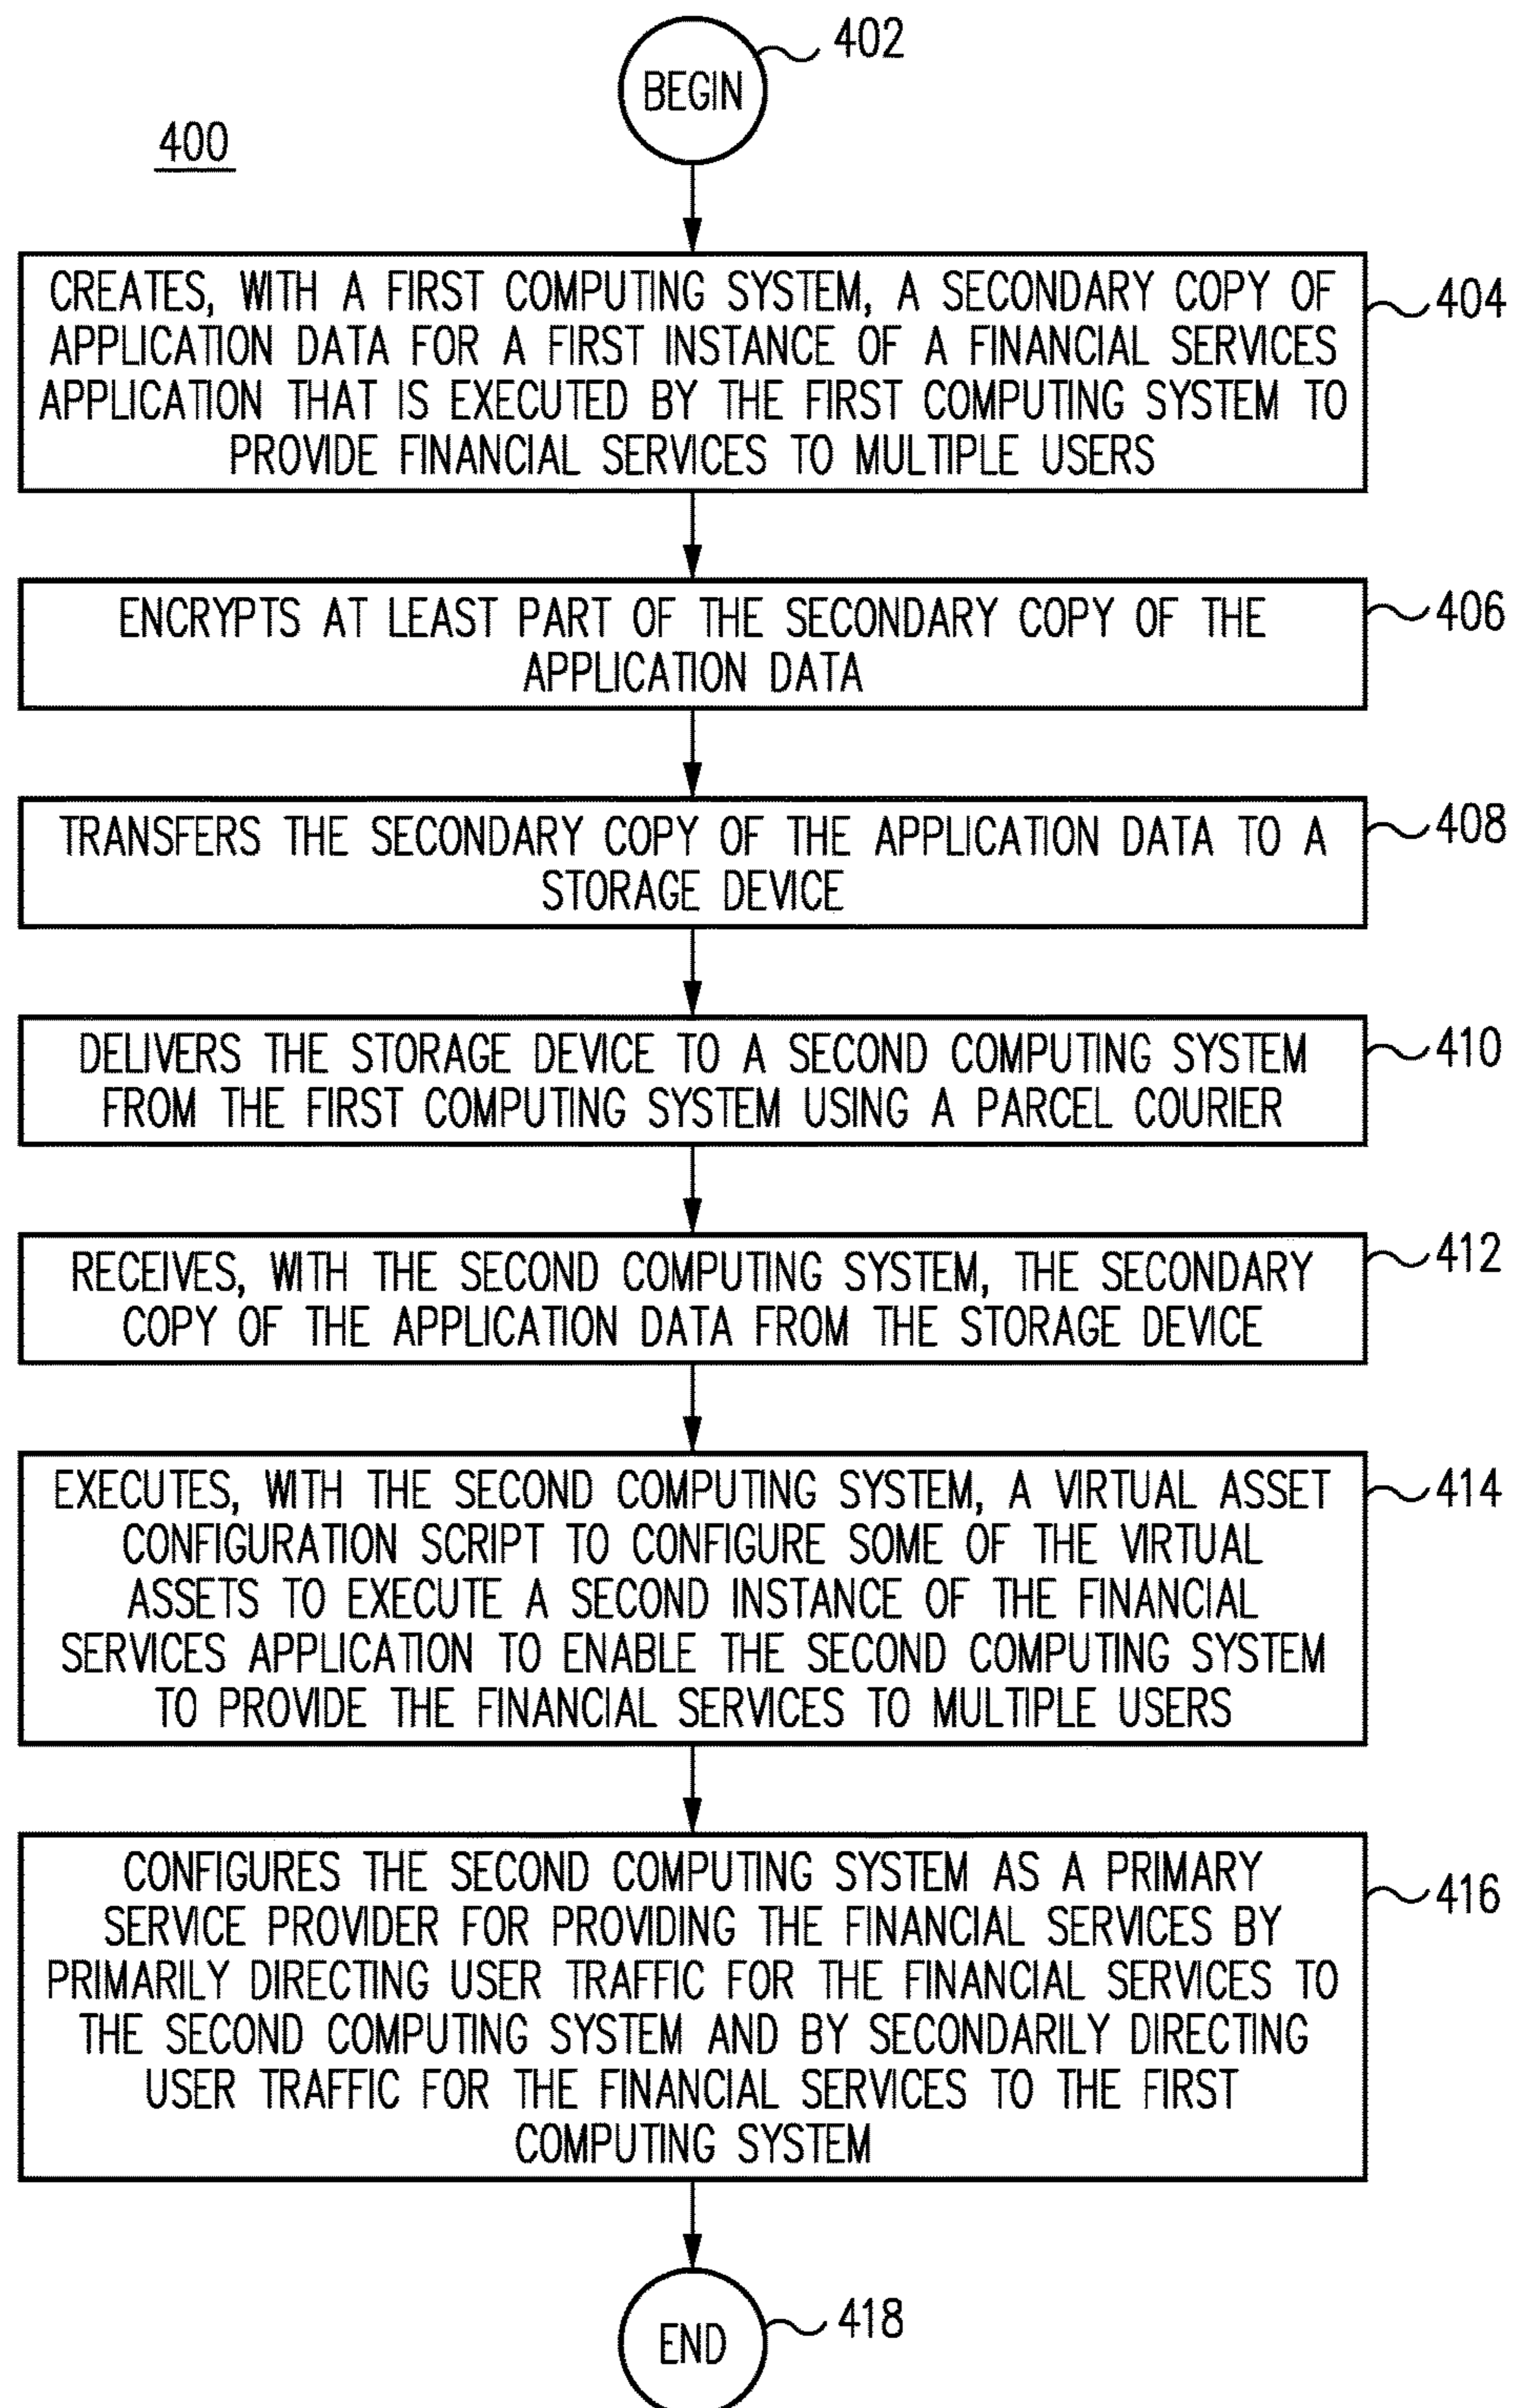 402
BEGIN
400
CREATES, WITH A FIRST COMPUTING SYSTEM, A SECONDARY COPY OF
APPLICATION DATA FOR A FIRST INSTANCE OF A FINANCIAL SERVICES
APPLICATION THAT IS EXECUTED BY THE FIRST COMPUTING SYSTEM TO
PROVIDE FINANCIAL SERVICES TO MULTIPLE USERS
404
ENCRYPTS AT LEAST PART OF THE SECONDARY COPY OF THE
APPLICATION DATA
406
TRANSFERS THE SECONDARY COPY OF THE APPLICATION DATA TO A
STORAGE DEVICE
408
DELIVERS THE STORAGE DEVICE TO A SECOND COMPUTING SYSTEM
FROM THE FIRST COMPUTING SYSTEM USING A PARCEL COURIER
410
RECEIVES, WITH THE SECOND COMPUTING SYSTEM, THE SECONDARY
COPY OF THE APPLICATION DATA FROM THE STORAGE DEVICE
412
EXECUTES, WITH THE SECOND COMPUTING SYSTEM, A VIRTUAL ASSET
CONFIGURATION SCRIPT TO CONFIGURE SOME OF THE VIRTUAL
ASSETS TO EXECUTE A SECOND INSTANCE OF THE FINANCIAL
SERVICES APPLICATION TO ENABLE THE SECOND COMPUTING SYSTEM
TO PROVIDE THE FINANCIAL SERVICES TO MULTIPLE USERS
414
CONFIGURES THE SECOND COMPUTING SYSTEM AS A PRIMARY
SERVICE PROVIDER FOR PROVIDING THE FINANCIAL SERVICES BY
PRIMARILY DIRECTING USER TRAFFIC FOR THE FINANCIAL SERVICES TO
THE SECOND COMPUTING SYSTEM AND BY SECONDARILY DIRECTING
USER TRAFFIC FOR THE FINANCIAL SERVICES TO THE FIRST
COMPUTING SYSTEM
416
END
418